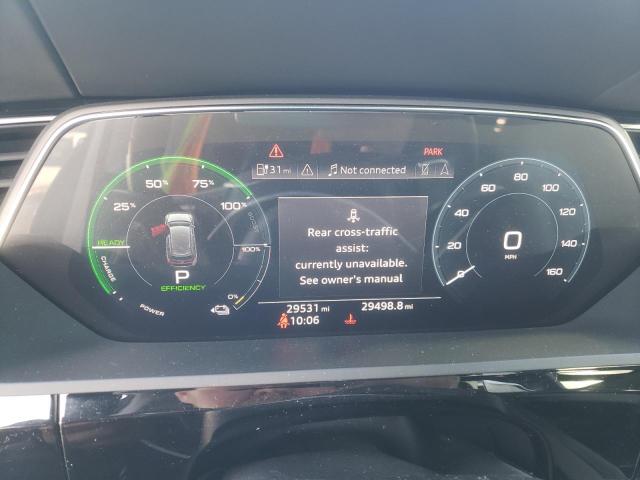 PARK
31 mi
Not connected
50%
75%
25%
100%
BOOST
READY
CHARGE
P
EFFICIENCY
POWER
100%
0%
Rear cross-traffic
assist:
currently unavailable.
See owner's manual
29531 mi
29498.8 mi
10:06
0
20
40
60
80
100
120
140
160
0
MPH